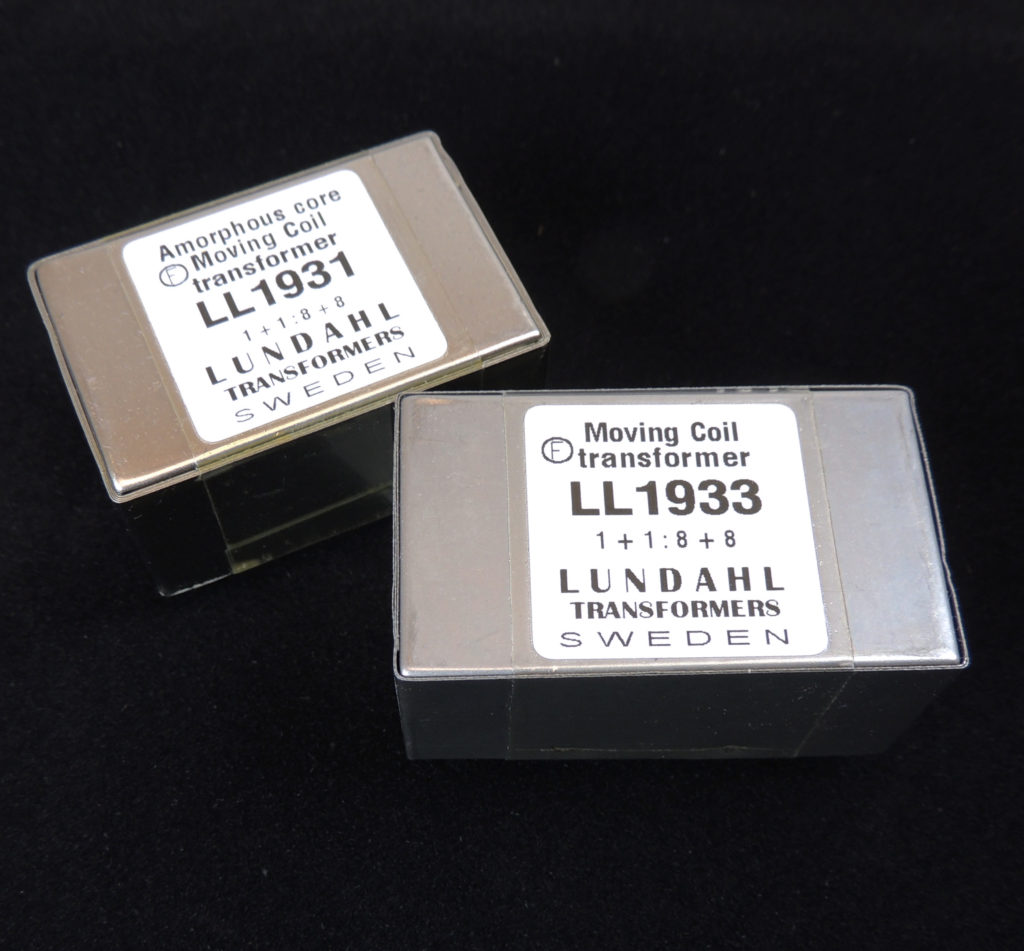 Amorphous core
Ⓕ Moving Coil
transformer
LL1931
1+1:8+8
LUNDAHL
TRANSFORMERS
SWEDEN
Moving Coil
Ⓕ transformer
LL1933
1+1:8+8
LUNDAHL
TRANSFORMERS
SWEDEN